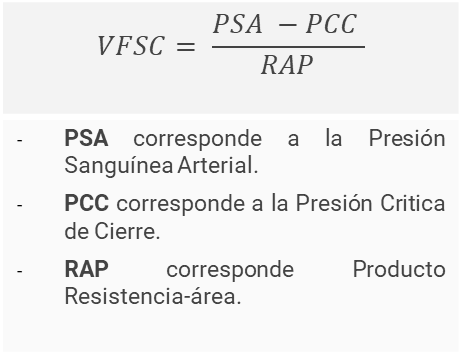 VFSC = PSA − PCC / RAP
- PSA corresponde a la Presión
Sanguínea Arterial.
- PCC corresponde a la Presión Critica
de Cierre.
- RAP corresponde Producto
Resistencia-área.